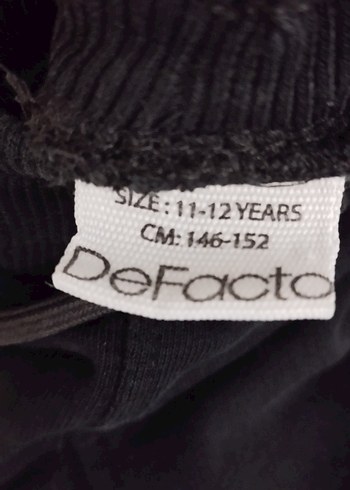 SIZE : 11-12 YEARS
CM: 146-152
DeFacto